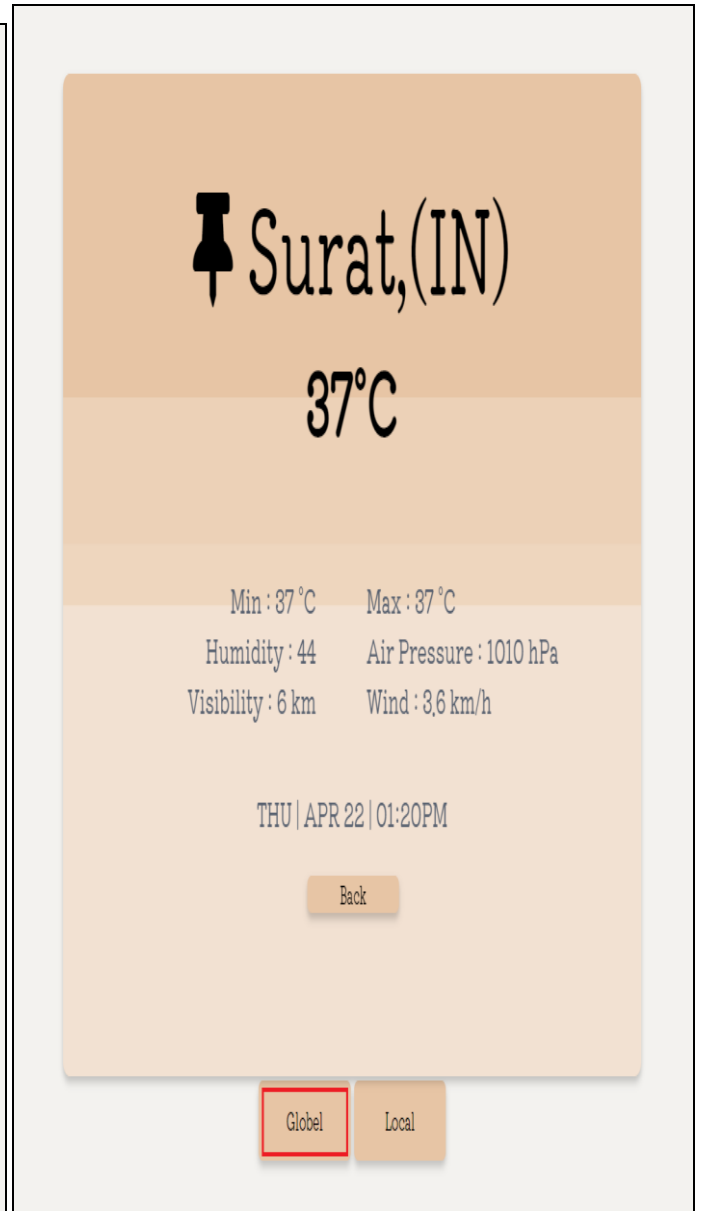 Surat,(IN)
37°C
Min : 37 °C Max : 37 °C
Humidity : 44 Air Pressure : 1010 hPa
Visibility : 6 km Wind : 3.6 km/h
THU | APR 22 | 01:20PM
Back
Globel Local